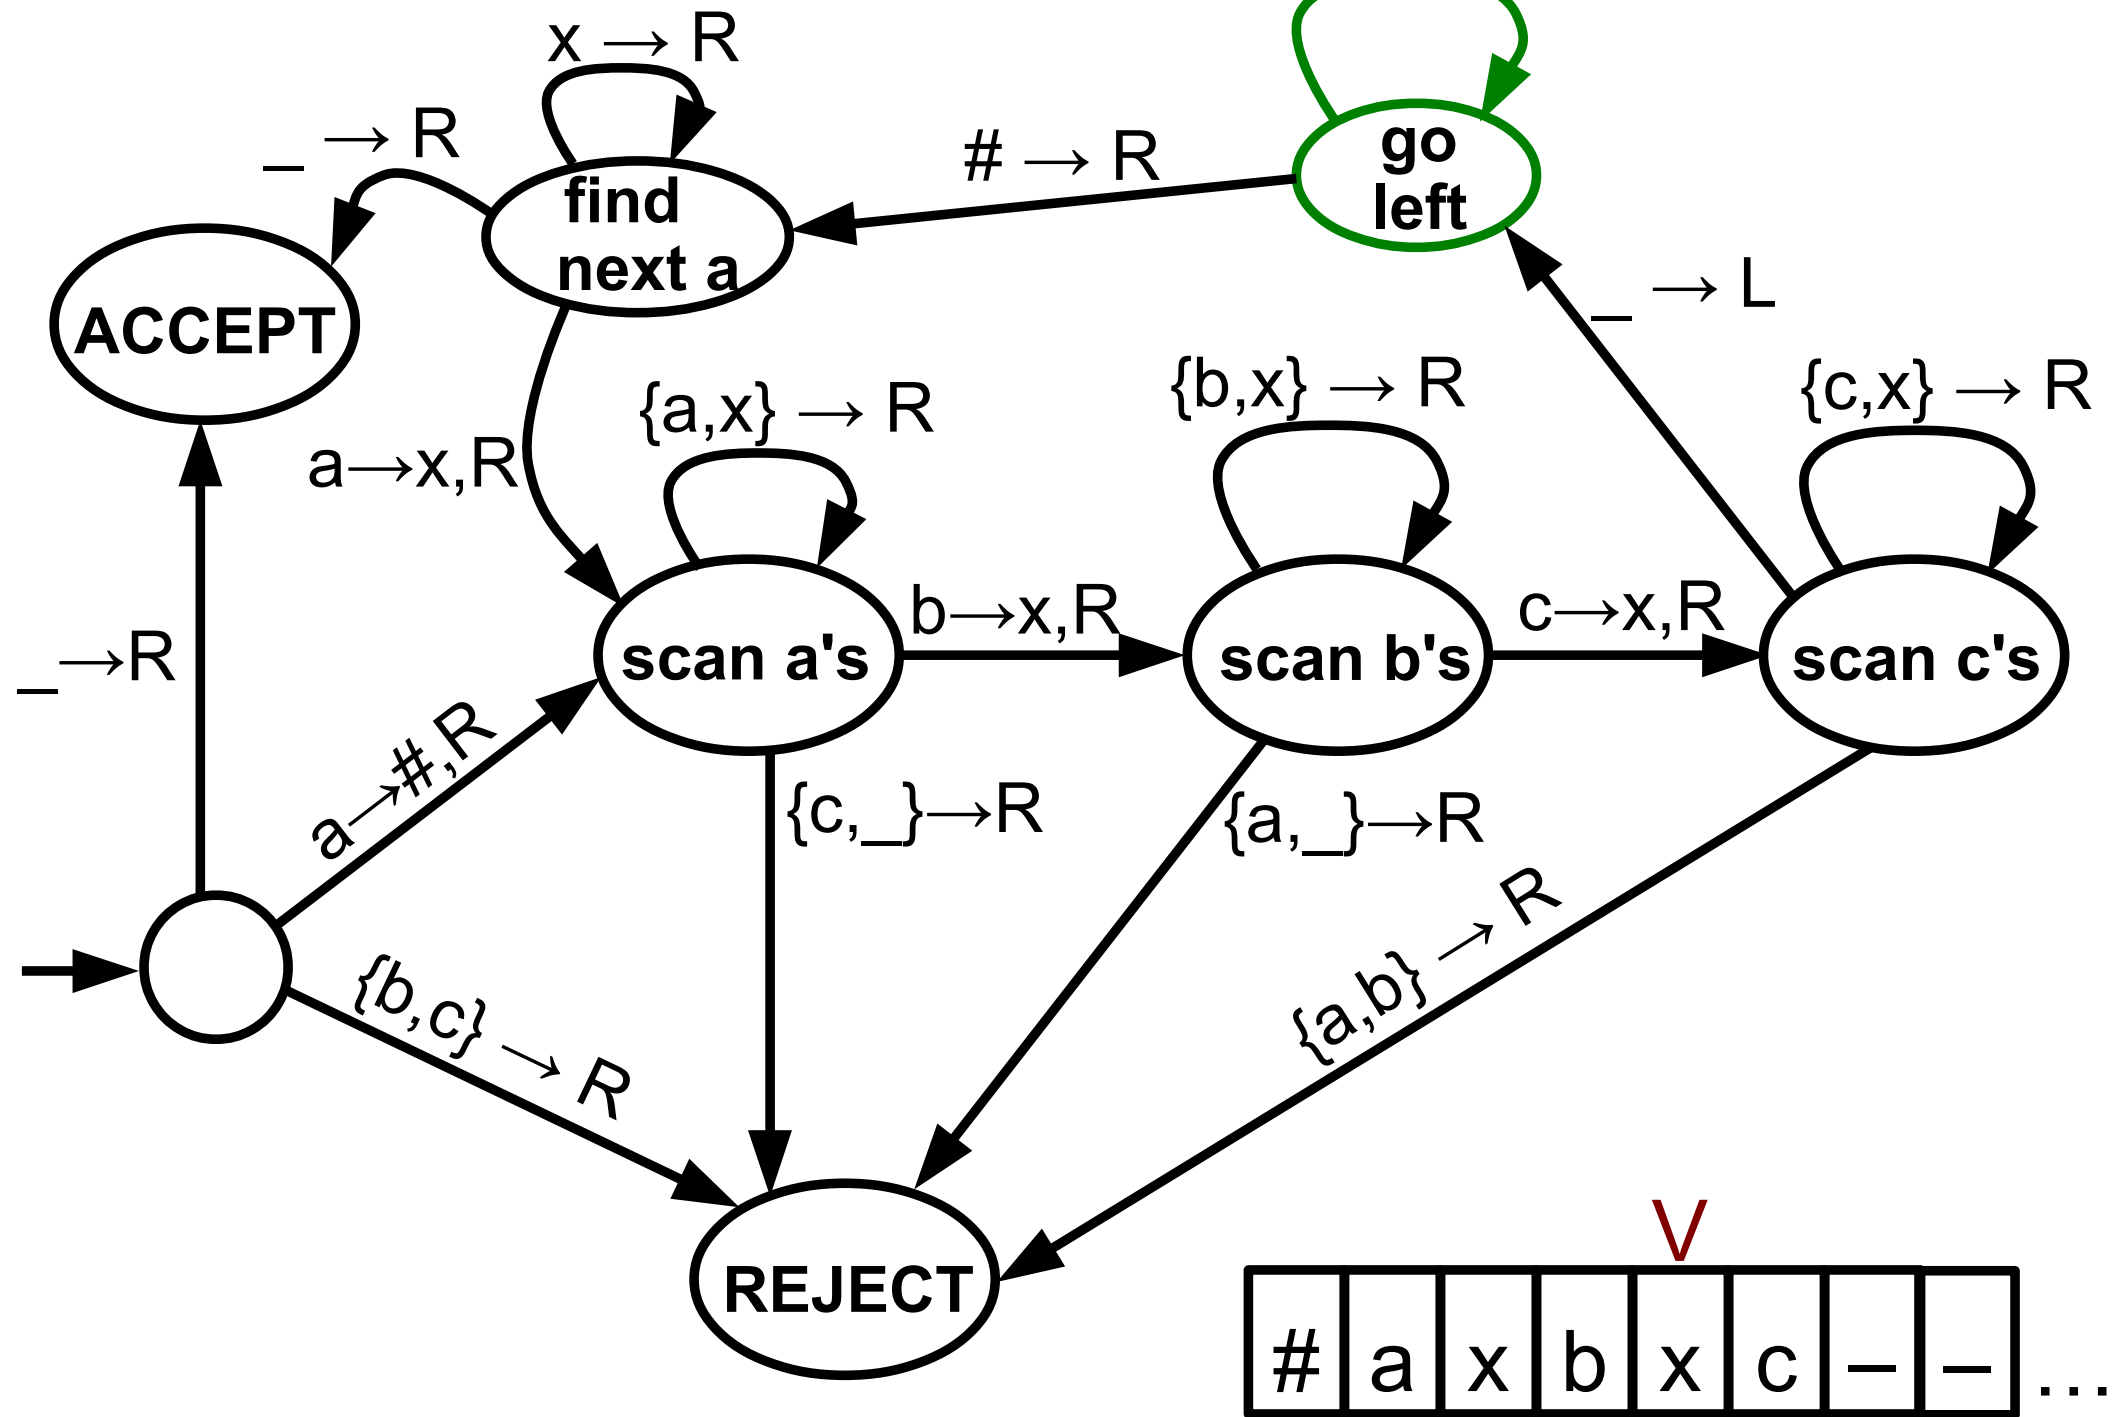 x → R
_ → R
# → R
go
left
find
next a
_ → L
ACCEPT
{a,x} → R
{b,x} → R
{c,x} → R
a→x,R
b→x,R
c→x,R
_→R
scan a's
scan b's
scan c's
a→#,R
{c,_}→R
{a,_}→R
{b,c} → R
{a,b} → R
REJECT
V
# a x b x c _ _ ...